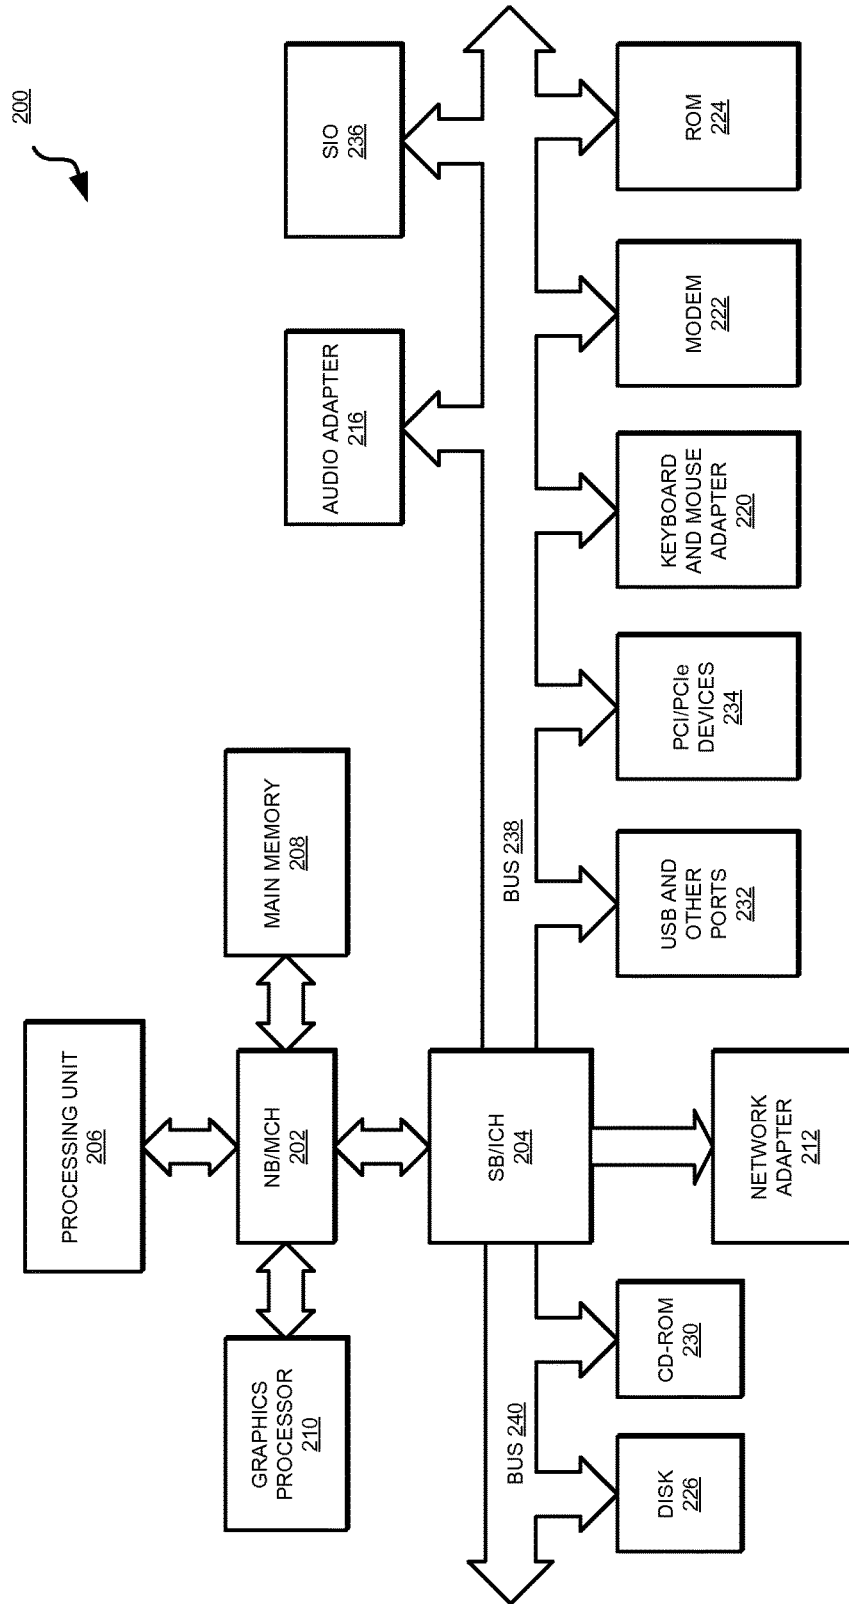 200
PROCESSING UNIT
206
GRAPHICS
PROCESSOR
210
NB/MCH
202
MAIN MEMORY
208
AUDIO ADAPTER
216
SIO
236
SB/ICH
204
BUS 240
BUS 238
DISK
226
CD-ROM
230
NETWORK
ADAPTER
212
USB AND
OTHER
PORTS
232
PCI/PCIe
DEVICES
234
KEYBOARD
AND MOUSE
ADAPTER
220
MODEM
222
ROM
224